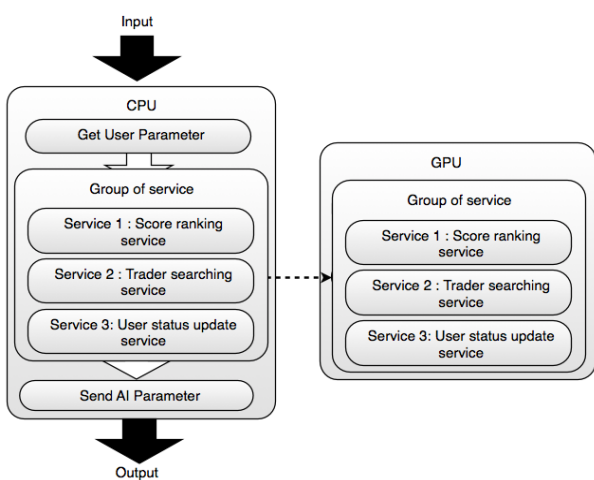 Input
CPU
Get User Parameter
Group of service
Service 1 : Score ranking
service
Service 2 : Trader searching
service
Service 3: User status update
service
Send AI Parameter
Output
GPU
Group of service
Service 1 : Score ranking
service
Service 2 : Trader searching
service
Service 3: User status update
service